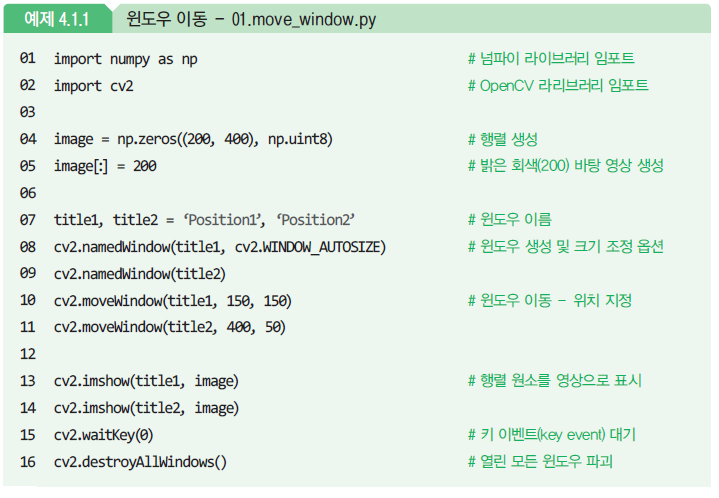 예제 4.1.1 윈도우 이동 - 01.move_window.py
01 import numpy as np # 넘파이 라이브러리 임포트
02 import cv2 # OpenCV 라리브러리 임포트
03
04 image = np.zeros((200, 400), np.uint8) # 행렬 생성
05 image[:] = 200 # 밝은 회색(200) 바탕 영상 생성
06
07 title1, title2 = ‘Position1’, ‘Position2’ # 윈도우 이름
08 cv2.namedWindow(title1, cv2.WINDOW_AUTOSIZE) # 윈도우 생성 및 크기 조정 옵션
09 cv2.namedWindow(title2)
10 cv2.moveWindow(title1, 150, 150) # 윈도우 이동 - 위치 지정
11 cv2.moveWindow(title2, 400, 50)
12
13 cv2.imshow(title1, image) # 행렬 원소를 영상으로 표시
14 cv2.imshow(title2, image)
15 cv2.waitKey(0) # 키 이벤트(key event) 대기
16 cv2.destroyAllWindows() # 열린 모든 윈도우 파괴